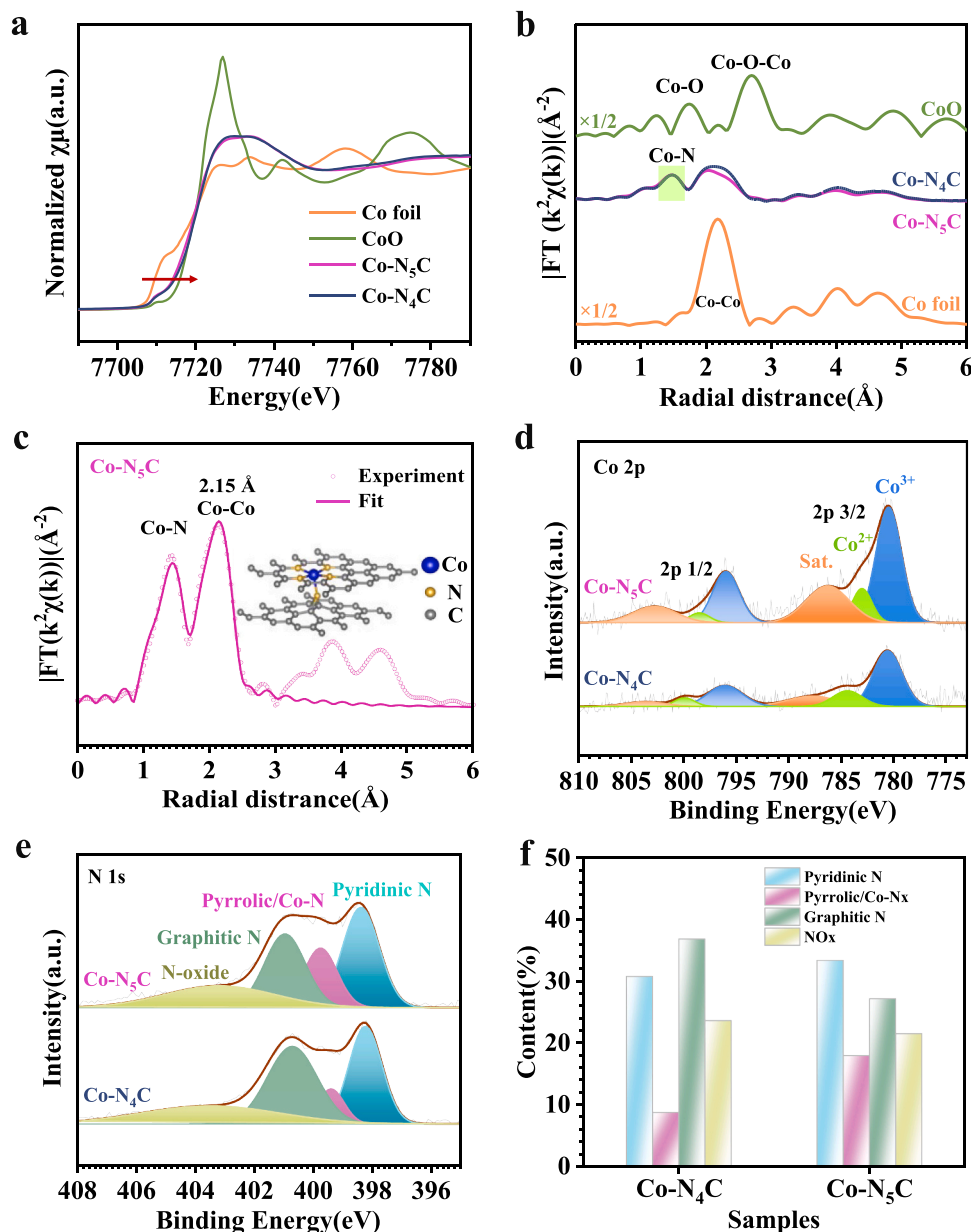 a
Normalized χμ(a.u.)
Co foil
CoO
Co-N₅C
Co-N₄C
7700 7720 7740 7760 7780
Energy(eV)
b
|FT (k²χ(k))|(Å⁻²)
Co-O-Co
Co-O
×1/2
CoO
Co-N
Co-N₄C
Co-N₅C
×1/2
Co-Co
Co foil
0 1 2 3 4 5 6
Radial distrance(Å)
c
|FT(k²χ(k))|(Å⁻²)
Co-N₅C
Experiment
Fit
2.15 Å
Co-Co
Co-N
Co
N
C
0 1 2 3 4 5 6
Radial distrance(Å)
d
Intensity(a.u.)
Co 2p
Co³⁺
2p 3/2
Co²⁺
Sat.
2p 1/2
Co-N₅C
Co-N₄C
810 805 800 795 790 785 780 775
Binding Energy(eV)
e
Intensity(a.u.)
N 1s
Pyridinic N
Pyrrolic/Co-N
Graphitic N
N-oxide
Co-N₅C
Co-N₄C
408 406 404 402 400 398 396
Binding Energy(eV)
f
Content(%)
50
40
30
20
10
0
Pyridinic N
Pyrrolic/Co-Nx
Graphitic N
NOx
Co-N₄C Co-N₅C
Samples